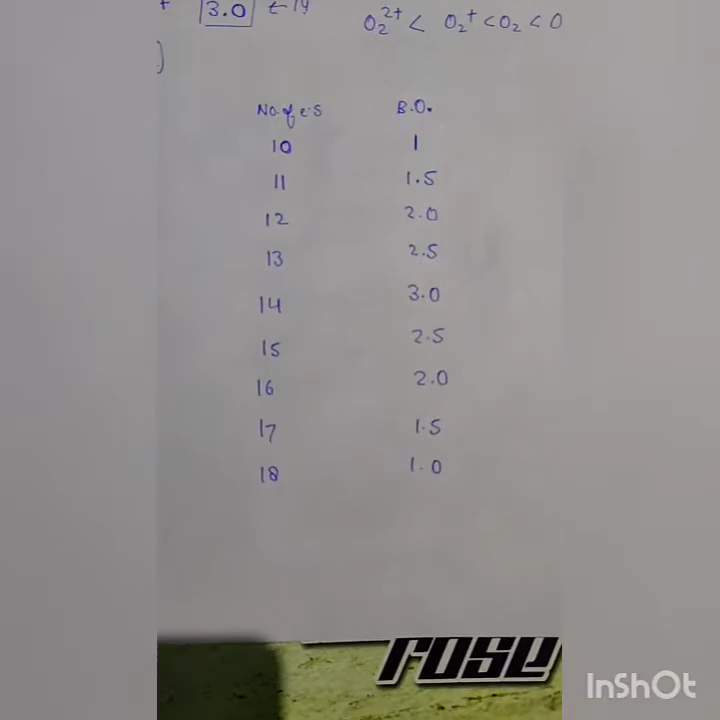 3.0 ← 14
O₂²⁺ < O₂⁺ < O₂ < O
)
No. of e⁻s B.O.
10 1
11 1.5
12 2.0
13 2.5
14 3.0
15 2.5
16 2.0
17 1.5
18 1.0
rose
InShOt